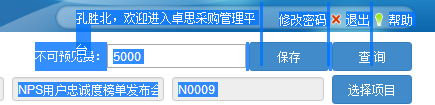 孔胜北，欢迎进入卓思采购管理平台 修改密码 退出 帮助
不可预见费： 5000 保存 查询
NPS用户忠诚度榜单发布会 N0009 选择项目